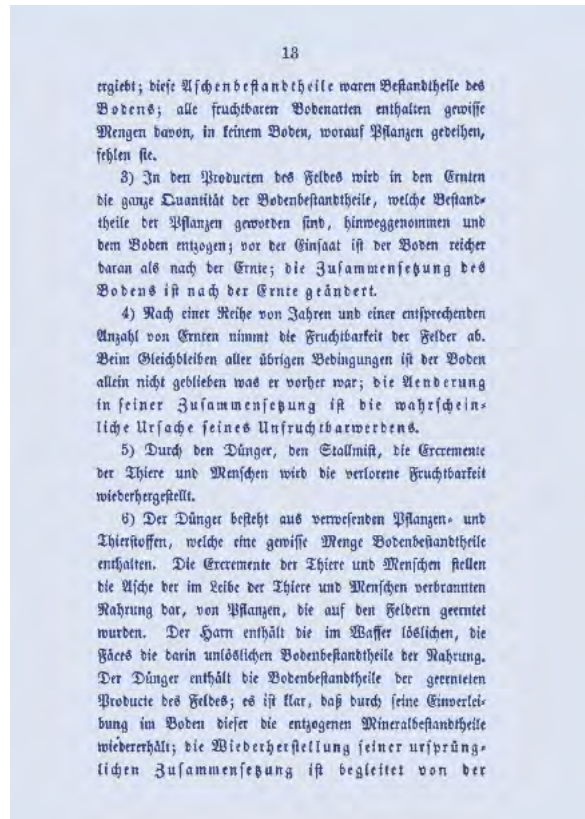 13
ergiebt; diese Aschenbestandtheile waren Bestandtheile des
Bodens; alle fruchtbaren Bodenarten enthalten gewisse
Mengen davon, in keinem Boden, worauf Pflanzen gedeihen,
fehlen sie.
3) In den Producten des Feldes wird in den Ernten
die ganze Quantität der Bodenbestandtheile, welche Bestand-
theile der Pflanzen geworden sind, hinweggenommen und
dem Boden entzogen; vor der Einsaat ist der Boden reicher
daran als nach der Ernte; die Zusammensetzung des
Bodens ist nach der Ernte geändert.
4) Nach einer Reihe von Jahren und einer entsprechenden
Anzahl von Ernten nimmt die Fruchtbarkeit der Felder ab.
Beim Gleichbleiben aller übrigen Bedingungen ist der Boden
allein nicht geblieben was er vorher war; die Aenderung
in seiner Zusammensetzung ist die wahrschein-
liche Ursache seines Unfruchtbarwerdens.
5) Durch den Dünger, den Stallmist, die Excremente
der Thiere und Menschen wird die verlorene Fruchtbarkeit
wiederhergestellt.
6) Der Dünger besteht aus verwesenden Pflanzen- und
Thierstoffen, welche eine gewisse Menge Bodenbestandtheile
enthalten. Die Excremente der Thiere und Menschen stellen
die Asche der im Leibe der Thiere und Menschen verbrannten
Nahrung dar, von Pflanzen, die auf den Feldern geerntet
wurden. Der Harn enthält die im Wasser löslichen, die
Fäces die darin unlöslichen Bodenbestandtheile der Nahrung.
Der Dünger enthält die Bodenbestandtheile der geernteten
Producte des Feldes; es ist klar, daß durch seine Einverlei-
bung im Boden dieser die entzogenen Mineralbestandtheile
wiedererhält; die Wiederherstellung seiner ursprüng-
lichen Zusammensetzung ist begleitet von der